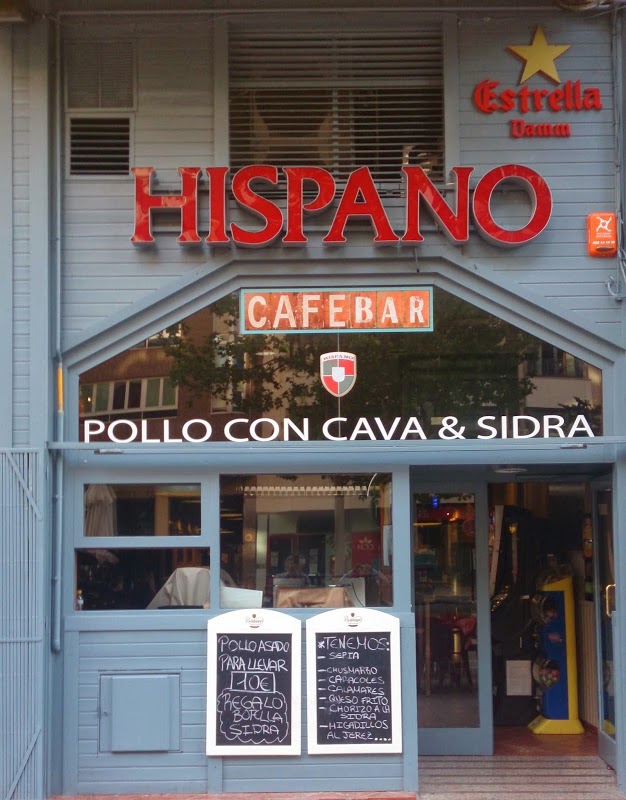 Estrella
Damm
HISPANO
CAFEBAR
HISPANO
POLLO CON CAVA & SIDRA
POLLO ASADO
PARA LLEVAR
10€
REGALO
BOTELLA
SIDRA
*TENEMOS:
- SEPIA
- CHUSMARRO
- CARACOLES
- CALAMARES
- QUESO FRITO
- CHORIZO A LA
SIDRA
- HIGADILLOS
AL JEREZ....